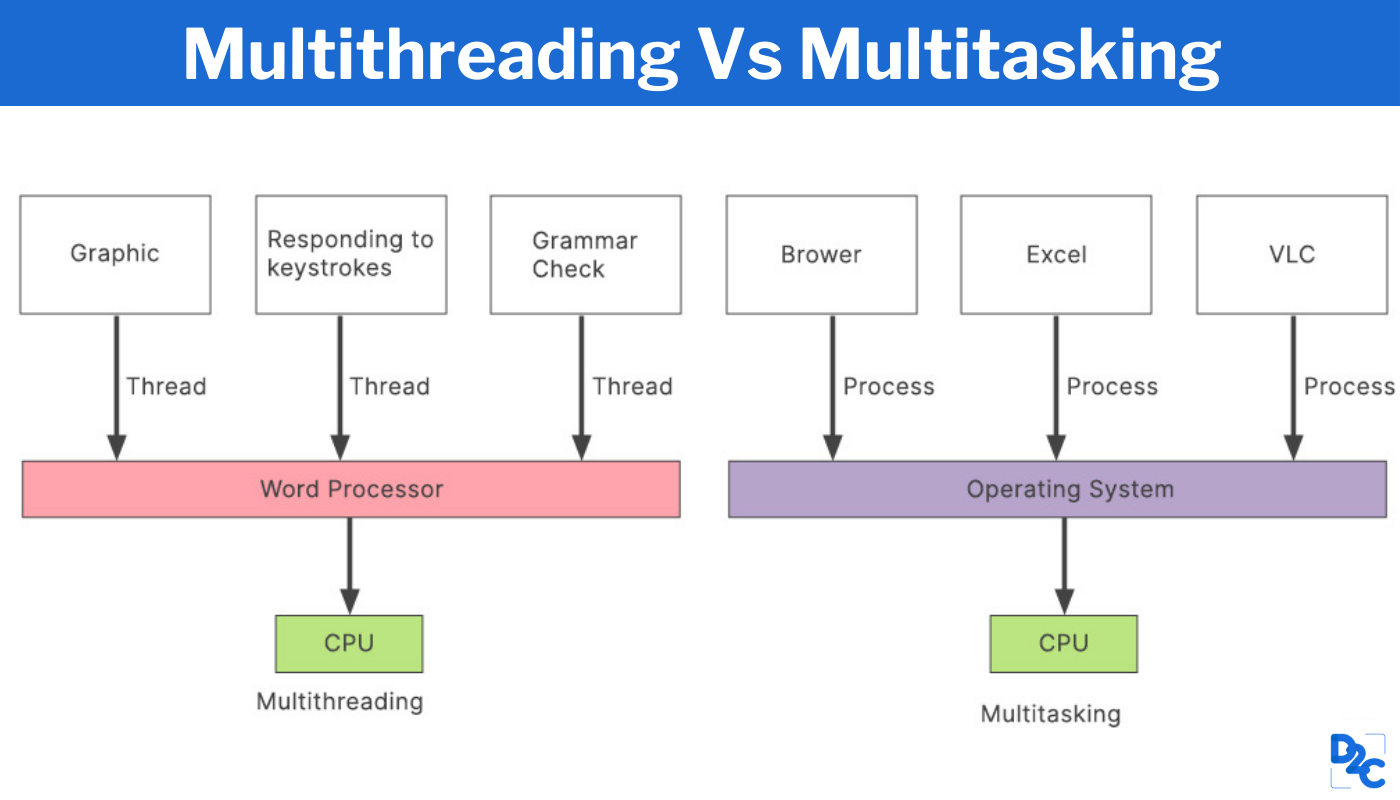 Multithreading Vs Multitasking
Graphic
Responding to
keystrokes
Grammar
Check
Brower
Excel
VLC
Thread
Thread
Thread
Process
Process
Process
Word Processor
Operating System
CPU
CPU
Multithreading
Multitasking
D2C